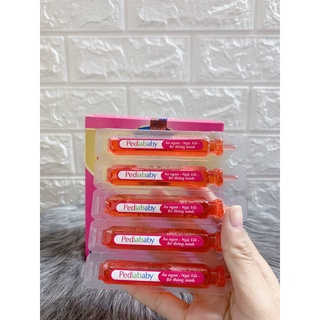 Pediababy
Ăn ngon - Ngủ Tốt -
Bé thông minh
Pediababy
Ăn ngon - Ngủ Tốt -
Bé thông minh
Pediababy
Ăn ngon - Ngủ Tốt -
Bé thông minh
Pediababy
Ăn ngon - Ngủ Tốt -
Bé thông minh
Pediababy
Ăn ngon - Ngủ Tốt -
Bé thông minh